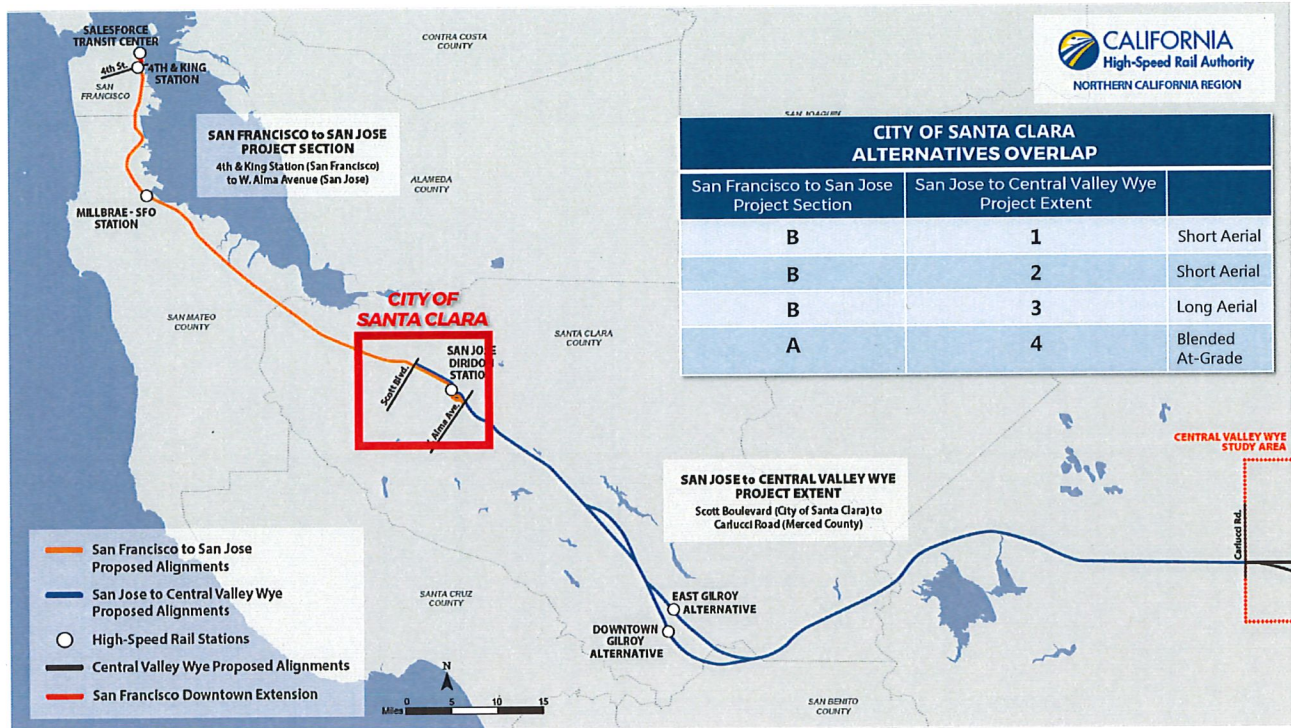 SALESFORCE
TRANSIT CENTER
4th St.
4TH & KING
STATION
SAN
FRANCISCO
CONTRA COSTA
COUNTY
CALIFORNIA
High-Speed Rail Authority
NORTHERN CALIFORNIA REGION
SAN JOAQUIN
SAN FRANCISCO to SAN JOSE
PROJECT SECTION
4th & King Station (San Francisco)
to W. Alma Avenue (San Jose)
ALAMEDA
COUNTY
MILLBRAE - SFO
STATION
CITY OF SANTA CLARA
ALTERNATIVES OVERLAP
San Francisco to San Jose
Project Section
San Jose to Central Valley Wye
Project Extent
B 1 Short Aerial
B 2 Short Aerial
B 3 Long Aerial
A 4 Blended
At-Grade
SAN MATEO
COUNTY
CITY OF
SANTA CLARA
SANTA CLARA
COUNTY
SAN JOSE
DIRIDON
STATION
Scott Blvd.
Alma Ave.
CENTRAL VALLEY WYE
STUDY AREA
Carlucci Rd.
SAN JOSE to CENTRAL VALLEY WYE
PROJECT EXTENT
Scott Boulevard (City of Santa Clara) to
Carlucci Road (Merced County)
San Francisco to San Jose
Proposed Alignments
San Jose to Central Valley Wye
Proposed Alignments
High-Speed Rail Stations
Central Valley Wye Proposed Alignments
San Francisco Downtown Extension
SANTA CRUZ
COUNTY
EAST GILROY
ALTERNATIVE
DOWNTOWN
GILROY
ALTERNATIVE
N
0 5 10 15
Miles
SAN BENITO
COUNTY